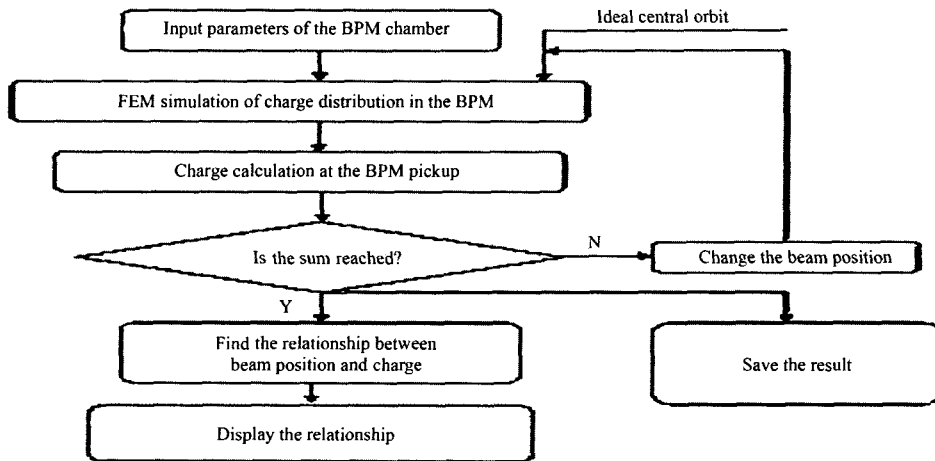 Ideal central orbit
Input parameters of the BPM chamber
FEM simulation of charge distribution in the BPM
Charge calculation at the BPM pickup
Is the sum reached?
N
Change the beam position
Y
Find the relationship between
beam position and charge
Save the result
Display the relationship